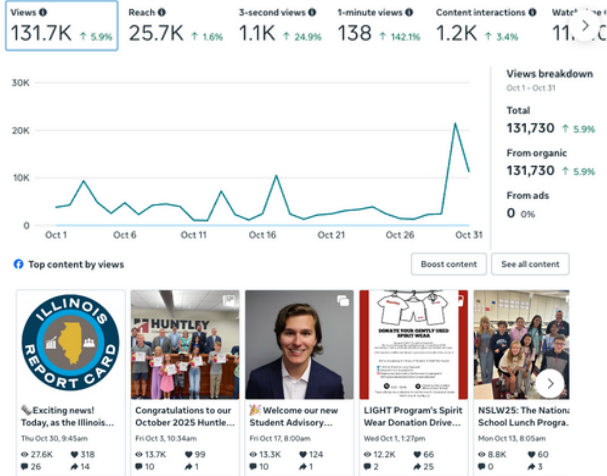 Views
Reach
3-second views
1-minute views
Content interactions
131.7K ↑ 5.9%
25.7K ↑ 1.6%
1.1K ↑ 24.9%
138 ↑ 142.1%
1.2K ↑ 3.4%
Views breakdown
Oct 1 - Oct 31
Total
131,730 ↑ 5.9%
From organic
131,730 ↑ 5.9%
From ads
0 0%
30K
20K
10K
0
Oct 1
Oct 6
Oct 11
Oct 16
Oct 21
Oct 26
Oct 31
Top content by views
Boost content
See all content
ILLINOIS
REPORT CARD
HUNTLEY
DONATE YOUR GENTLY USED
SPIRIT WEAR
Exciting news!
Today, as the Illinois...
Thu Oct 30, 9:45am
27.6K 318
2 14
Congratulations to our
October 2025 Huntle...
Fri Oct 3, 10:34am
13.7K 99
10 1
Welcome our new
Student Advisory...
Fri Oct 17, 8:00am
13.3K 124
10 1
LIGHT Program's Spirit
Wear Donation Drive...
Wed Oct 1, 1:27pm
12.2K 66
2 25
NSLW25: The Nationa
School Lunch Progra.
Mon Oct 13, 8:05am
8.8K 60
0 3